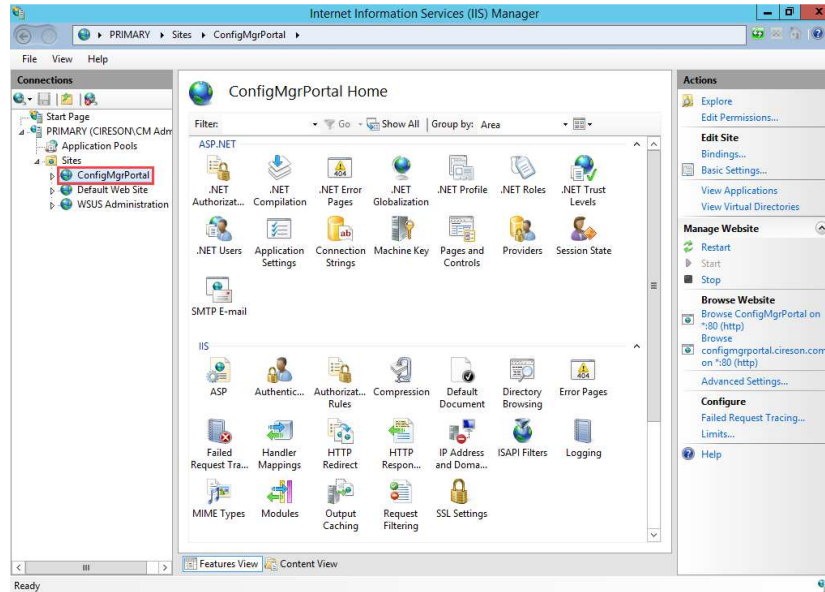 Internet Information Services (IIS) Manager
PRIMARY Sites ConfigMgrPortal
File View Help
Connections
Start Page
PRIMARY (CIRESON\CM Adm
Application Pools
Sites
ConfigMgrPortal
Default Web Site
WSUS Administration
ConfigMgrPortal Home
Filter: Go Show All Group by: Area
ASP.NET
.NET Authorizat...
.NET Compilation
.NET Error Pages
.NET Globalization
.NET Profile
.NET Roles
.NET Trust Levels
.NET Users
Application Settings
Connection Strings
Machine Key
Pages and Controls
Providers
Session State
SMTP E-mail
IIS
ASP
Authentic...
Authorizat... Rules
Compression
Default Document
Directory Browsing
Error Pages
Failed Request Tra...
Handler Mappings
HTTP Redirect
HTTP Respon...
IP Address and Doma...
ISAPI Filters
Logging
MIME Types
Modules
Output Caching
Request Filtering
SSL Settings
Features View Content View
Actions
Explore
Edit Permissions...
Edit Site
Bindings...
Basic Settings...
View Applications
View Virtual Directories
Manage Website
Restart
Start
Stop
Browse Website
Browse ConfigMgrPortal on
*:80 (http)
Browse
configmgrportal.cireson.com
on *:80 (http)
Advanced Settings...
Configure
Failed Request Tracing...
Limits...
Help
Ready